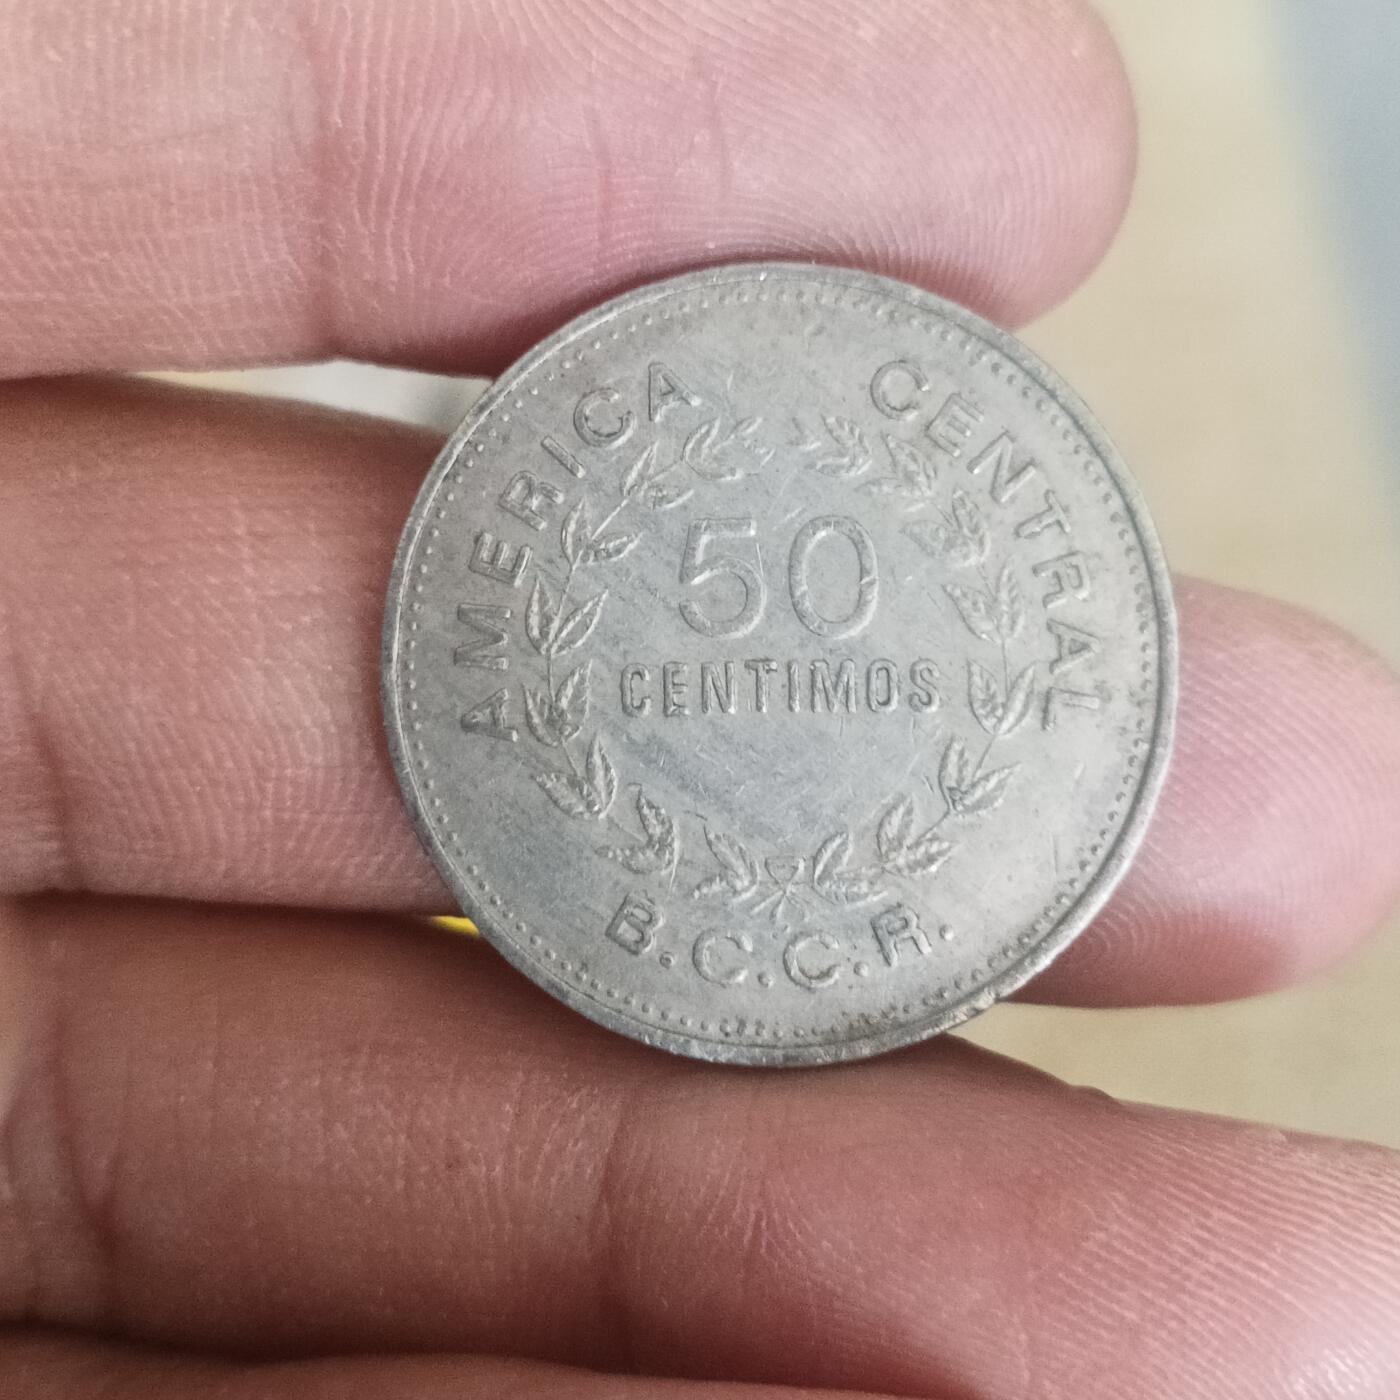 AMERICA CENTRAL
50
CENTIMOS
B.C.C.R.